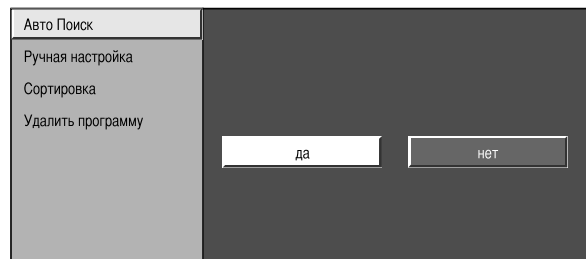 Авто Поиск
Ручная настройка
Сортировка
Удалить программу
да
нет